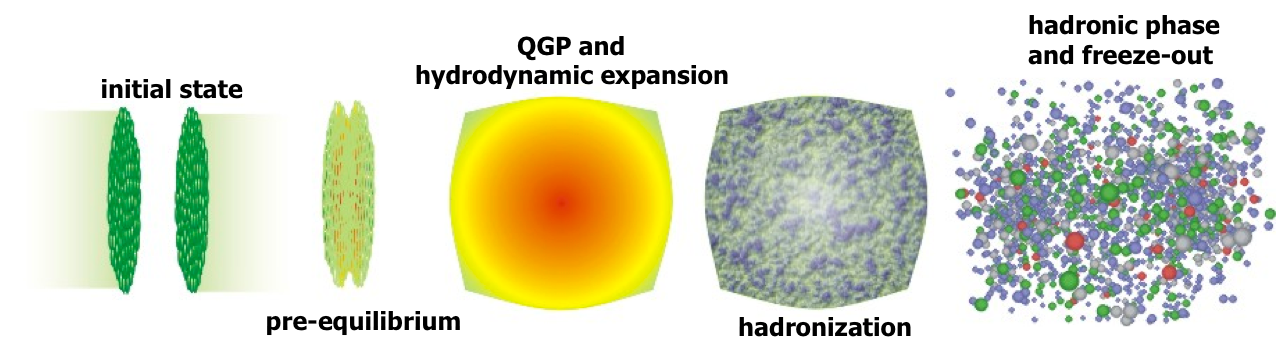 initial state
pre-equilibrium
QGP and
hydrodynamic expansion
hadronization
hadronic phase
and freeze-out